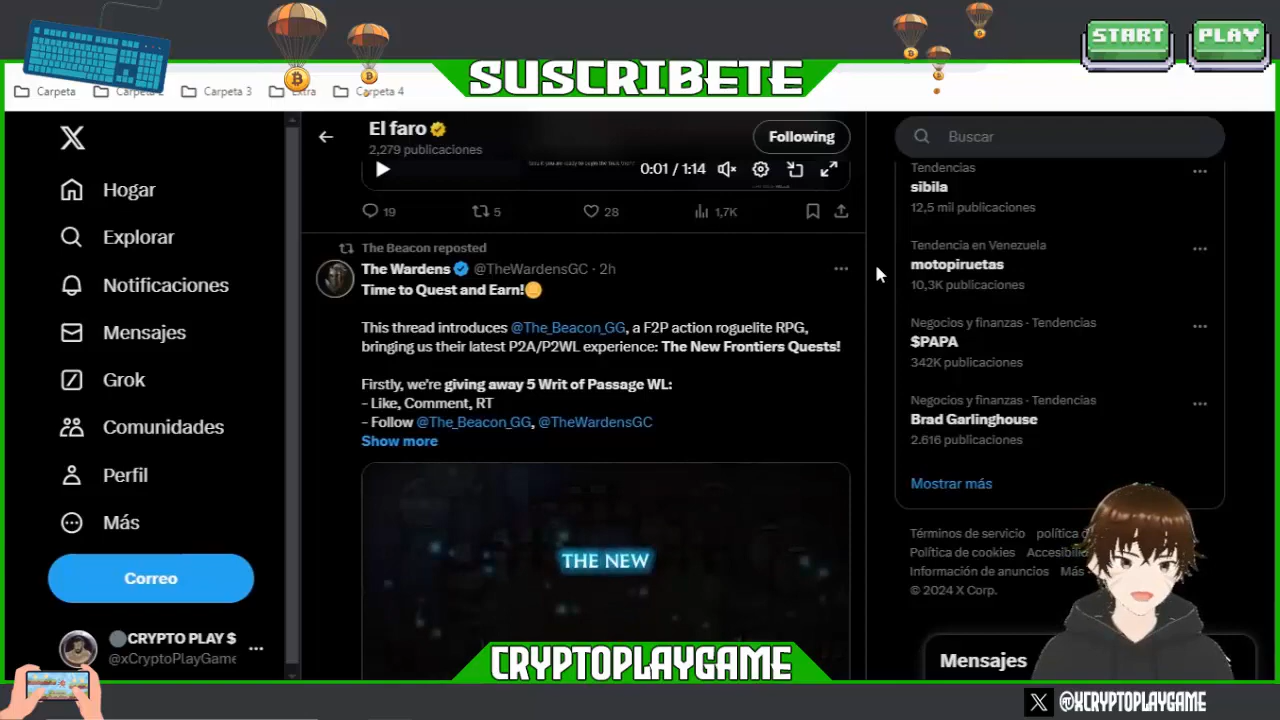 START PLAY
SUSCRIBETE
Carpeta Carpeta 2 Carpeta 3 Extra Carpeta 4
Hogar
Explorar
Notificaciones
Mensajes
Grok
Comunidades
Perfil
Más
Correo
CRYPTO PLAY $
@xCryptoPlayGame
El faro
2,279 publicaciones
Following
0:01 / 1:14
19 5 28 1,7K
The Beacon reposted
The Wardens @TheWardensGC · 2h
Time to Quest and Earn!
This thread introduces @The_Beacon_GG, a F2P action roguelite RPG,
bringing us their latest P2A/P2WL experience: The New Frontiers Quests!
Firstly, we're giving away 5 Writ of Passage WL:
- Like, Comment, RT
- Follow @The_Beacon_GG, @TheWardensGC
Show more
THE NEW
Buscar
Tendencias
sibila
12,5 mil publicaciones
Tendencia en Venezuela
motopiruetas
10,3K publicaciones
Negocios y finanzas · Tendencias
$PAPA
342K publicaciones
Negocios y finanzas · Tendencias
Brad Garlinghouse
2.616 publicaciones
Mostrar más
Términos de servicio política d
Política de cookies Accesibili
Información de anuncios Más
© 2024 X Corp.
Mensajes
CRYPTOPLAYGAME
@XCRYPTOPLAYGAME